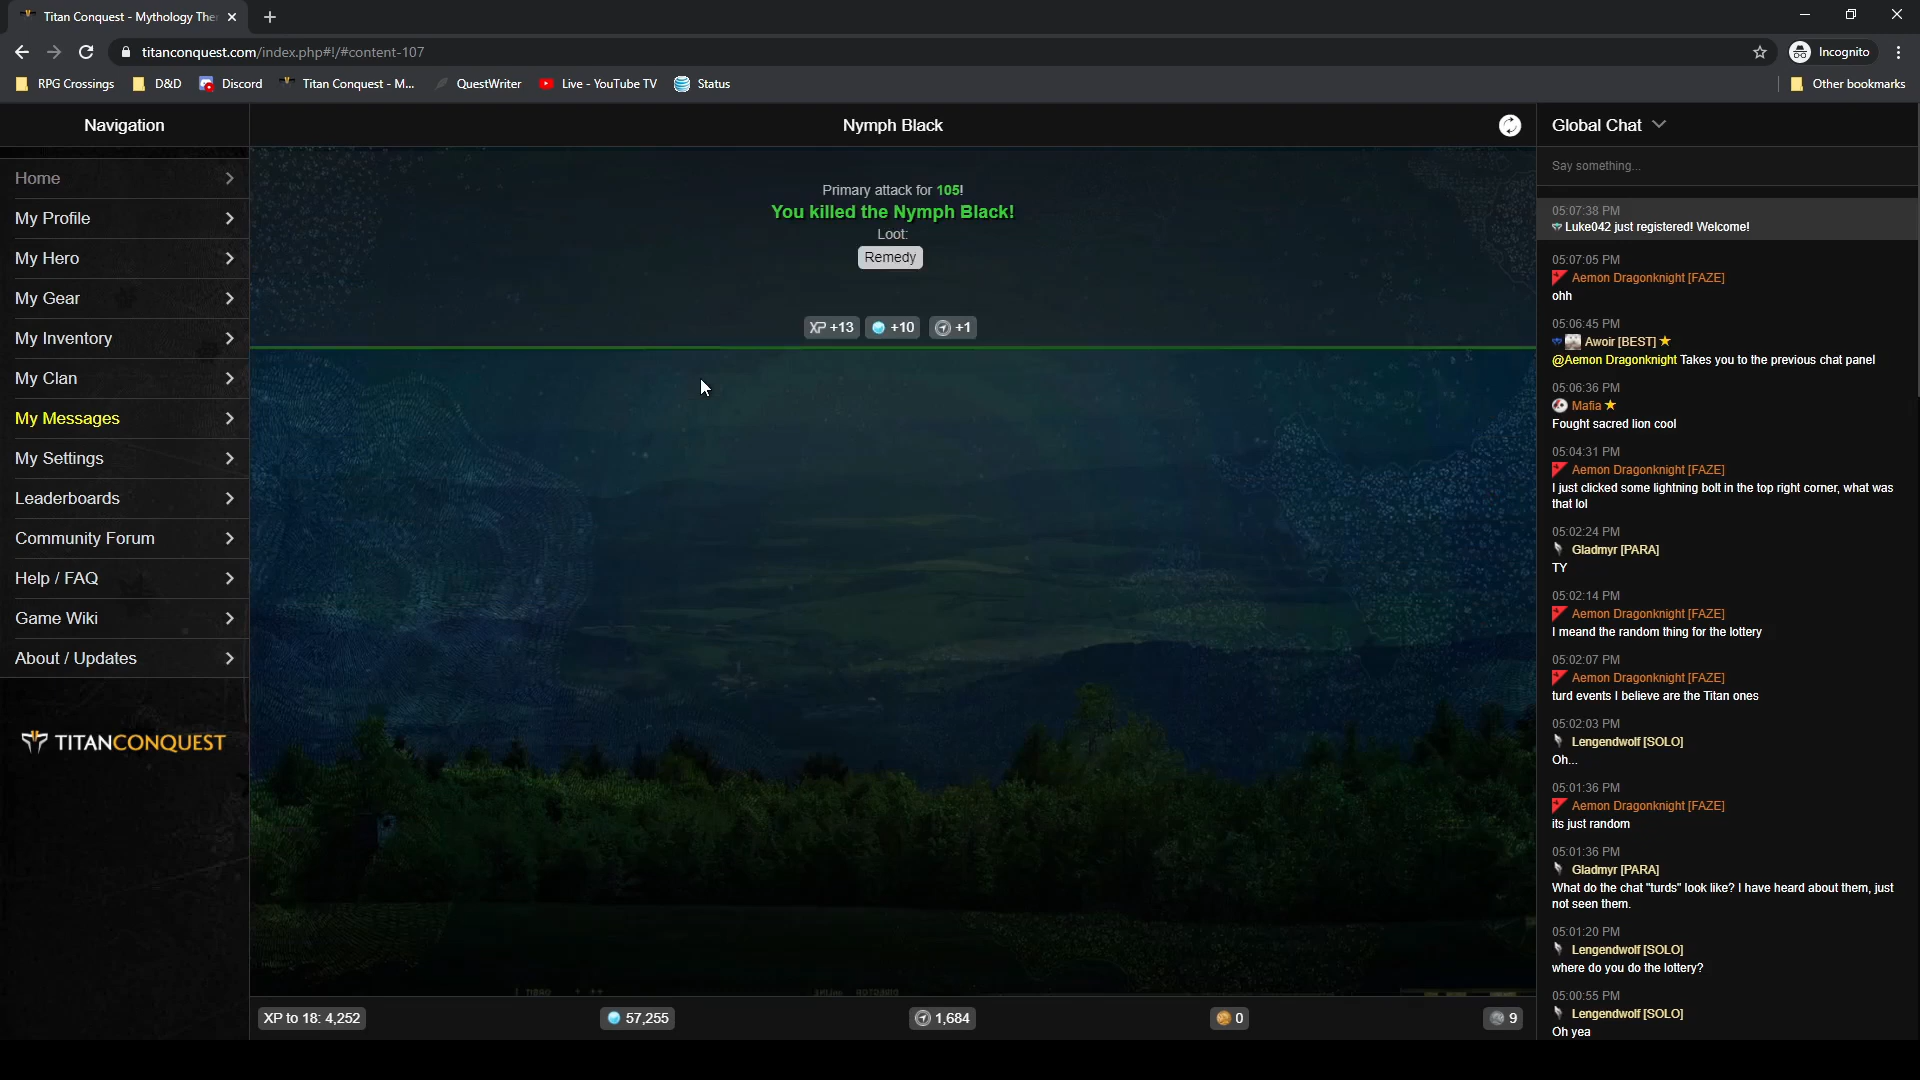 Titan Conquest - Mythology The
titanconquest.com/index.php#!/#content-107
Incognito
RPG Crossings
D&D
Discord
Titan Conquest - M...
QuestWriter
Live - YouTube TV
Status
Other bookmarks
Navigation
Home
My Profile
My Hero
My Gear
My Inventory
My Clan
My Messages
My Settings
Leaderboards
Community Forum
Help / FAQ
Game Wiki
About / Updates
TITANCONQUEST
Nymph Black
Primary attack for 105!
You killed the Nymph Black!
Loot:
Remedy
XP +13
+10
+1
XP to 18: 4,252
57,255
1,684
0
9
Global Chat
Say something...
05:07:38 PM
Luke042 just registered! Welcome!
05:07:05 PM
Aemon Dragonknight [FAZE]
ohh
05:06:45 PM
Awoir [BEST]
@Aemon Dragonknight Takes you to the previous chat panel
05:06:36 PM
Mafia
Fought sacred lion cool
05:04:31 PM
Aemon Dragonknight [FAZE]
I just clicked some lightning bolt in the top right corner, what was
that lol
05:02:24 PM
Gladmyr [PARA]
TY
05:02:14 PM
Aemon Dragonknight [FAZE]
I meand the random thing for the lottery
05:02:07 PM
Aemon Dragonknight [FAZE]
turd events I believe are the Titan ones
05:02:03 PM
Lengendwolf [SOLO]
Oh...
05:01:36 PM
Aemon Dragonknight [FAZE]
its just random
05:01:36 PM
Gladmyr [PARA]
What do the chat "turds" look like? I have heard about them, just
not seen them.
05:01:20 PM
Lengendwolf [SOLO]
where do you do the lottery?
05:00:55 PM
Lengendwolf [SOLO]
Oh yea